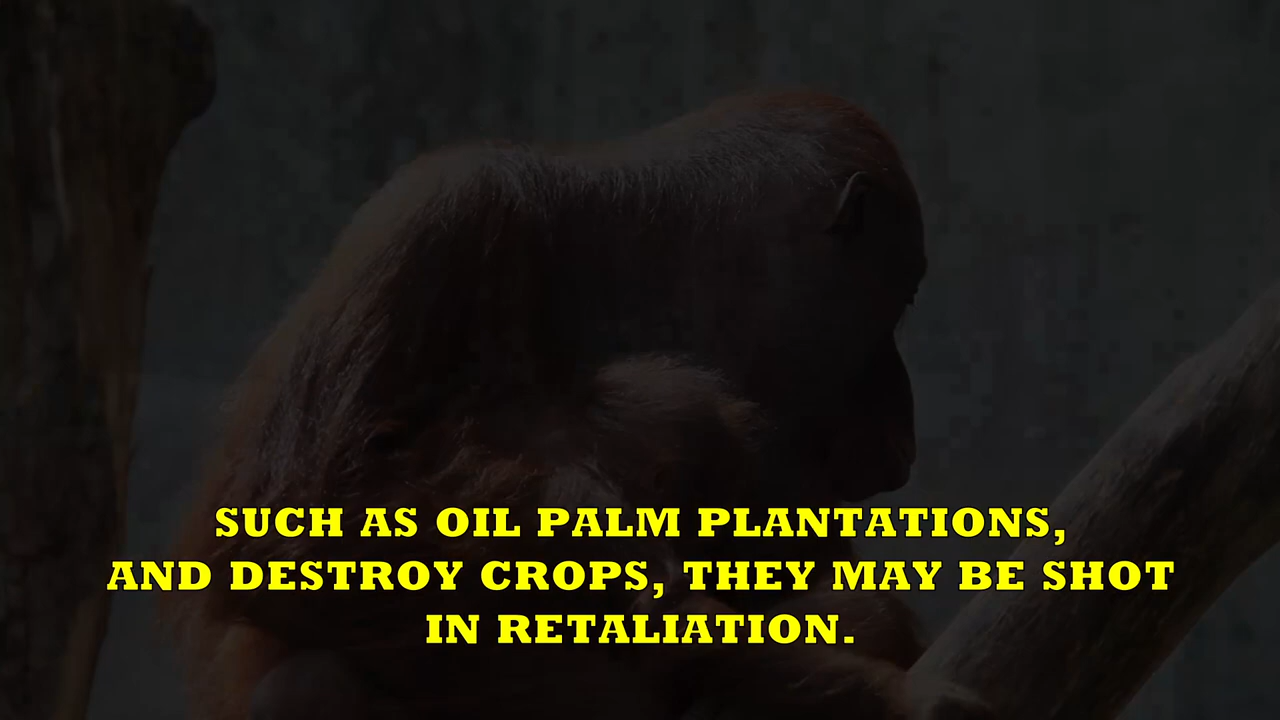 SUCH AS OIL PALM PLANTATIONS,
AND DESTROY CROPS, THEY MAY BE SHOT
IN RETALIATION.